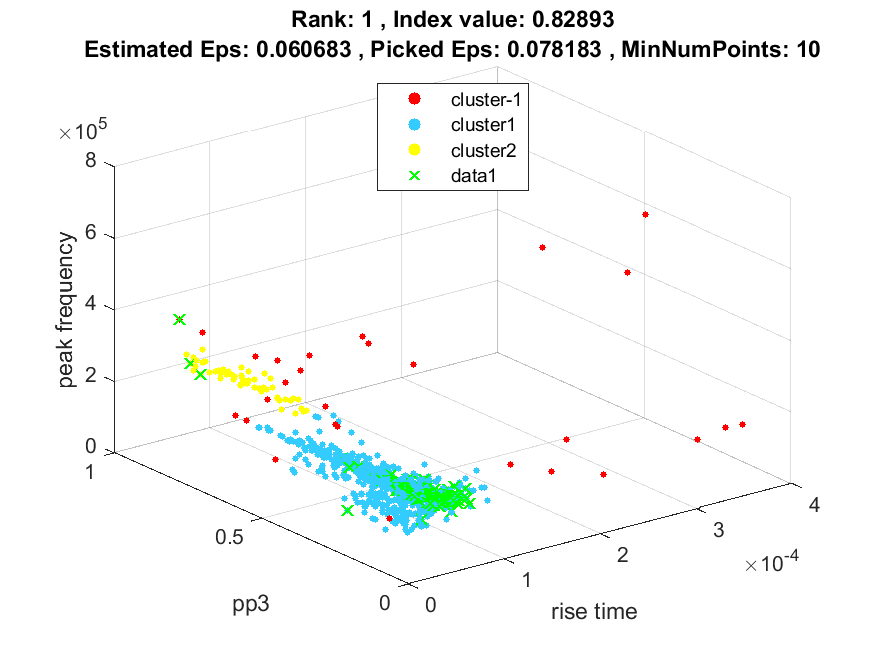 Rank: 1 , Index value: 0.82893
Estimated Eps: 0.060683 , Picked Eps: 0.078183 , MinNumPoints: 10
cluster-1
cluster1
cluster2
data1
×10^5
8
6
4
2
0
peak frequency
1
0.5
0
pp3
0
1
2
3
4
×10^-4
rise time